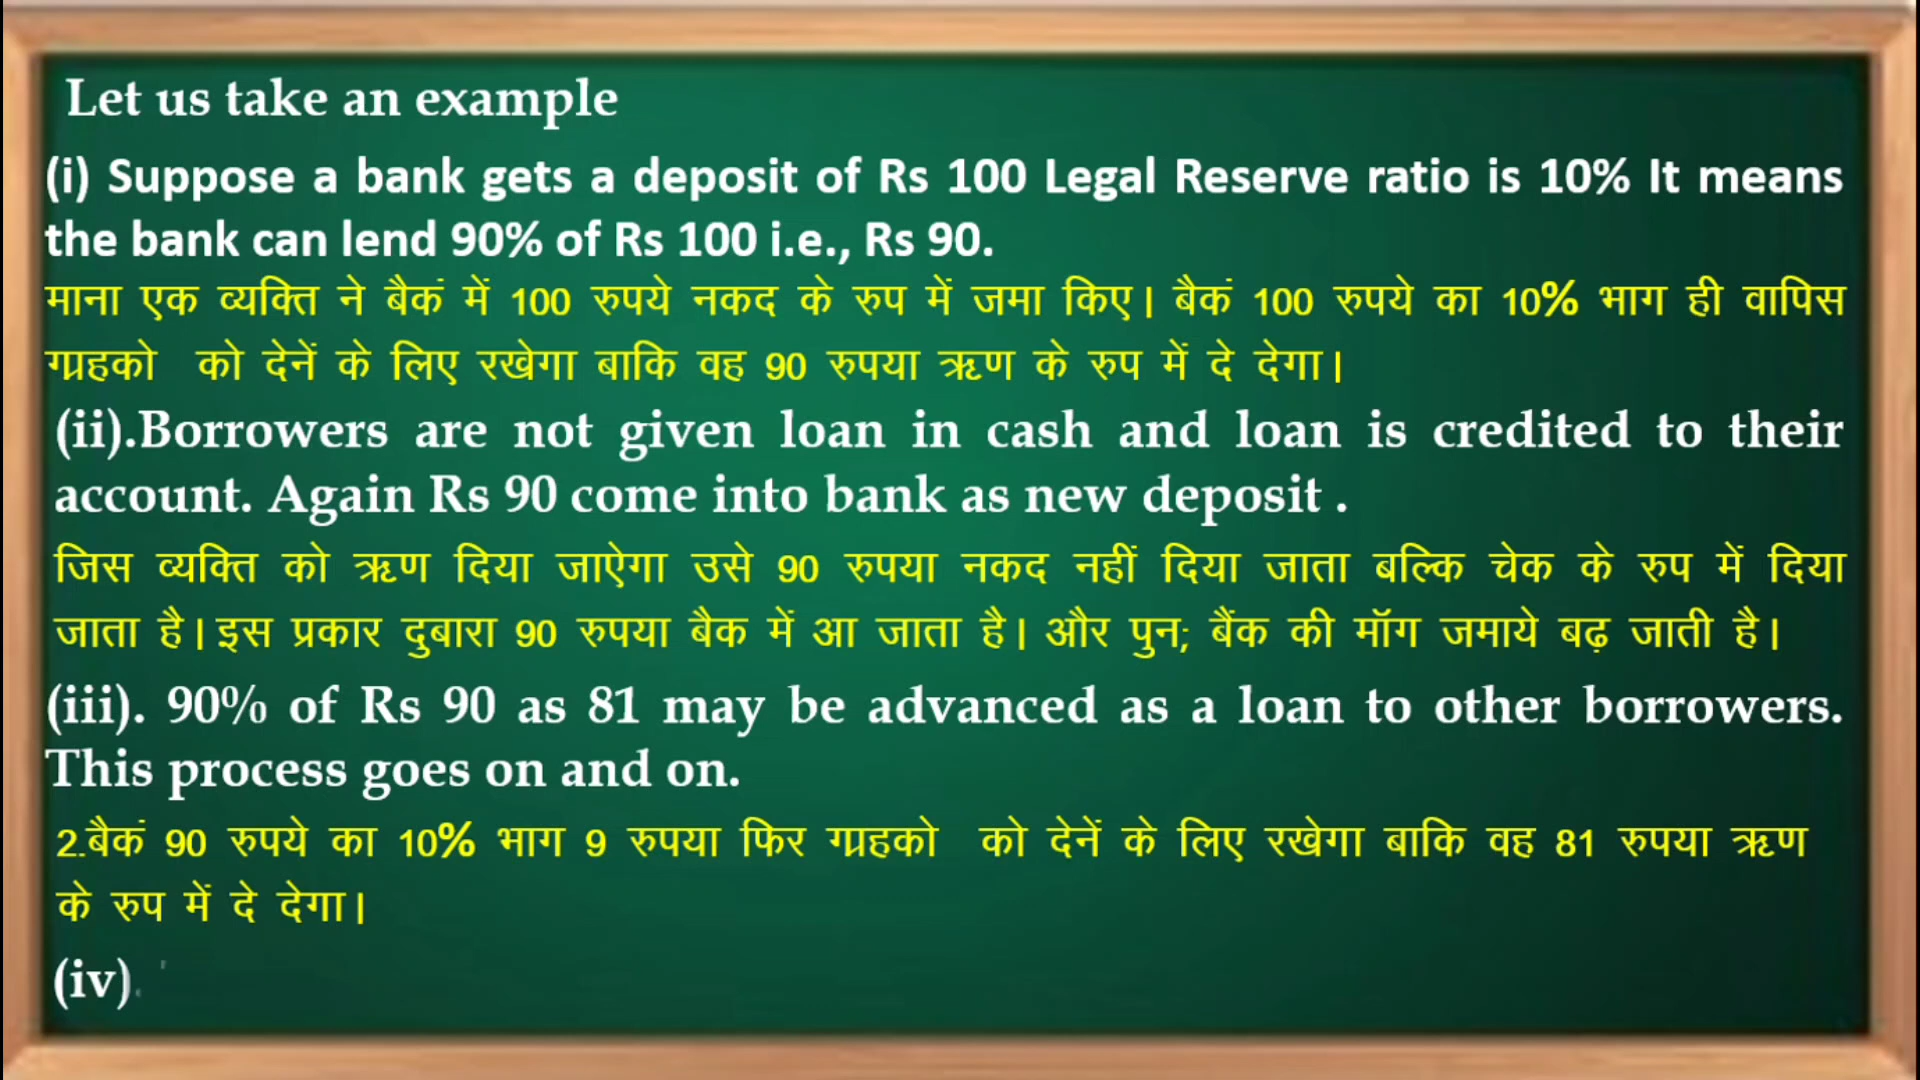 Let us take an example
(i) Suppose a bank gets a deposit of Rs 100 Legal Reserve ratio is 10% It means
the bank can lend 90% of Rs 100 i.e., Rs 90.
माना एक व्यक्ति ने बैकं में 100 रुपये नकद के रुप में जमा किए। बैकं 100 रुपये का 10% भाग ही वापिस
ग्राहको को देनें के लिए रखेगा बाकि वह 90 रुपया ऋण के रुप में दे देगा।
(ii).Borrowers are not given loan in cash and loan is credited to their
account. Again Rs 90 come into bank as new deposit .
जिस व्यक्ति को ऋण दिया जाऐगा उसे 90 रुपया नकद नहीं दिया जाता बल्कि चेक के रुप में दिया
जाता है। इस प्रकार दुबारा 90 रुपया बैक में आ जाता है। और पुन; बैंक की मॉग जमाये बढ़ जाती है।
(iii). 90% of Rs 90 as 81 may be advanced as a loan to other borrowers.
This process goes on and on.
2.बैकं 90 रुपये का 10% भाग 9 रुपया फिर ग्राहको को देनें के लिए रखेगा बाकि वह 81 रुपया ऋण
के रुप में दे देगा।
(iv).